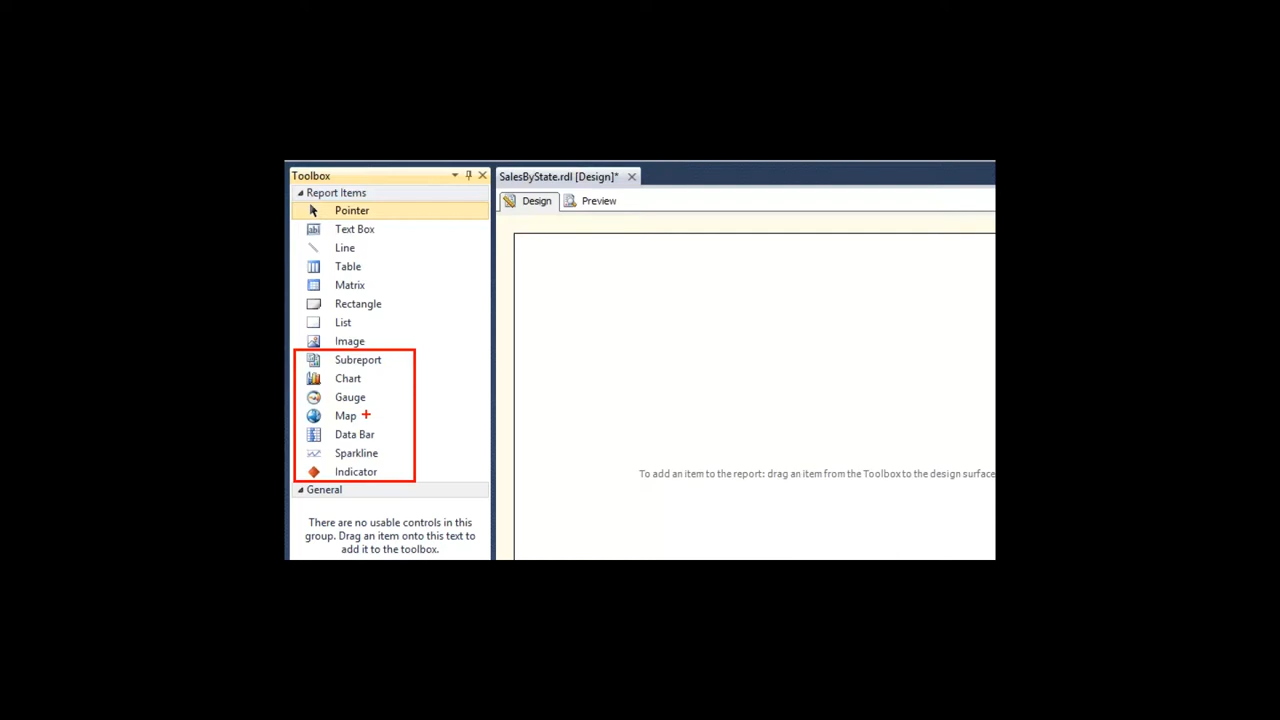 Toolbox
Report Items
Pointer
Text Box
Line
Table
Matrix
Rectangle
List
Image
Subreport
Chart
Gauge
Map
Data Bar
Sparkline
Indicator
General
There are no usable controls in this
group. Drag an item onto this text to
add it to the toolbox.
SalesByState.rdl [Design]*
Design Preview
To add an item to the report: drag an item from the Toolbox to the design surface